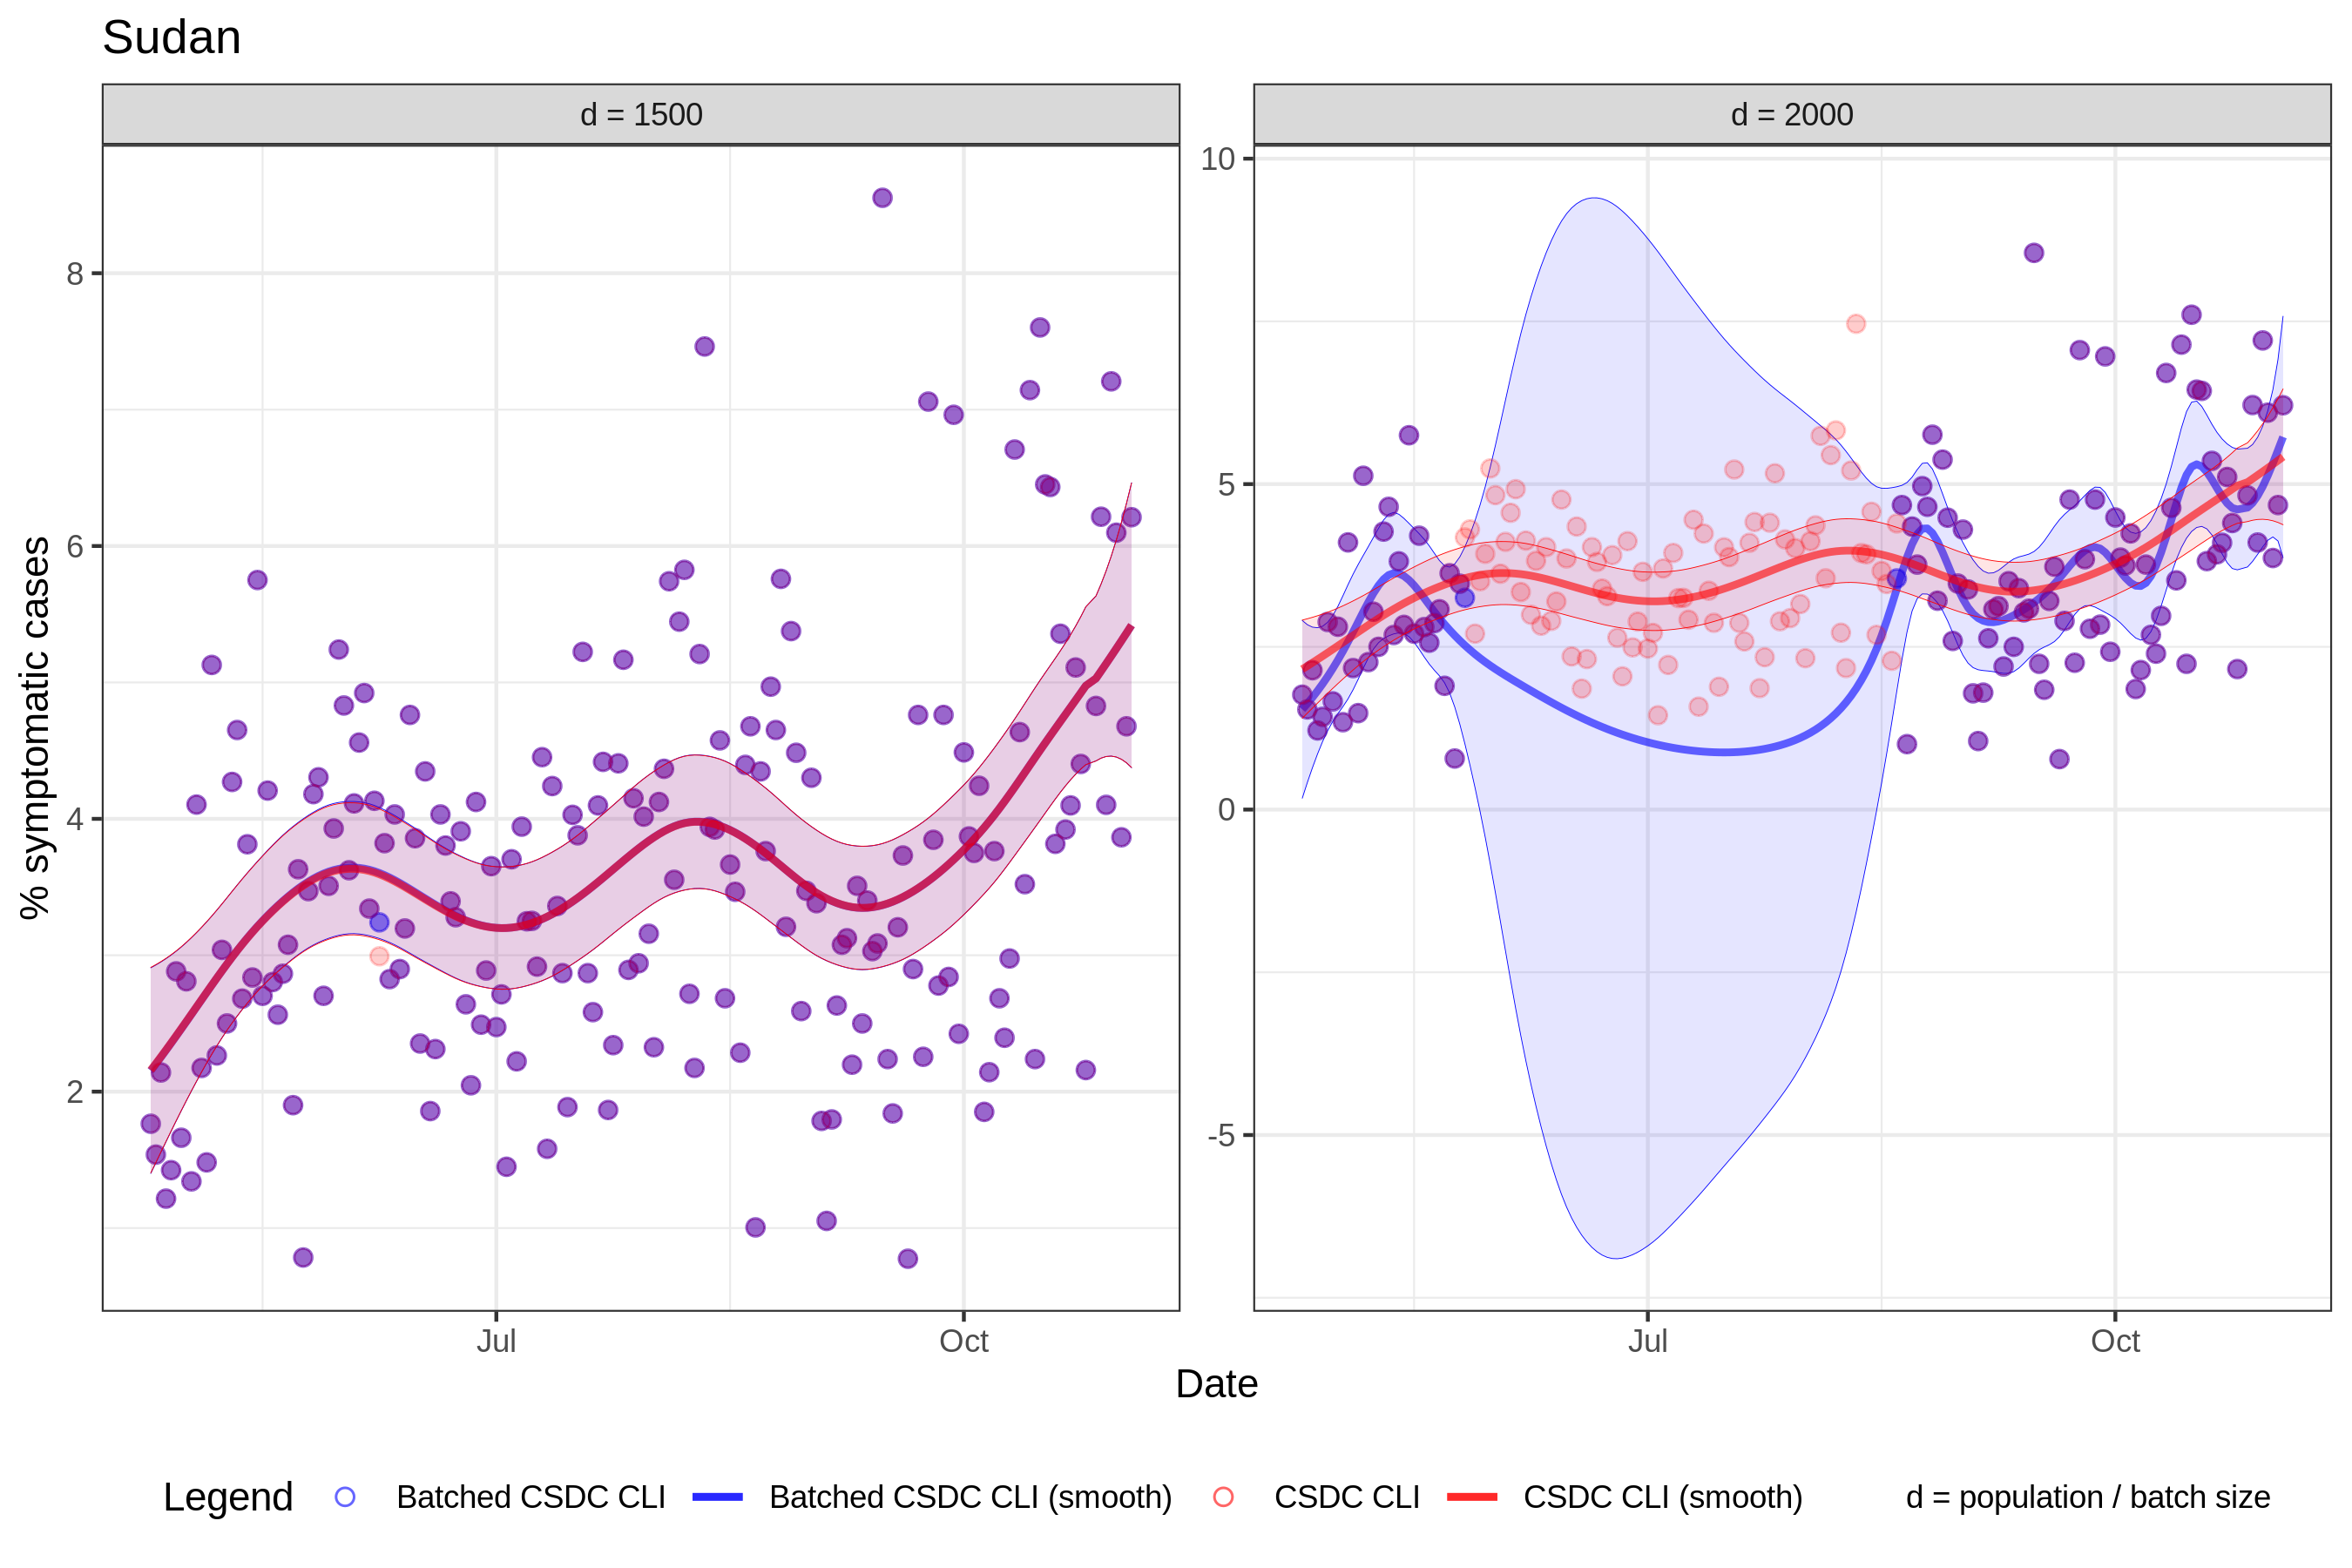 Sudan
d = 1500
d = 2000
% symptomatic cases
8
6
4
2
10
5
0
-5
Jul
Oct
Jul
Oct
Date
Legend
Batched CSDC CLI
Batched CSDC CLI (smooth)
CSDC CLI
CSDC CLI (smooth)
d = population / batch size